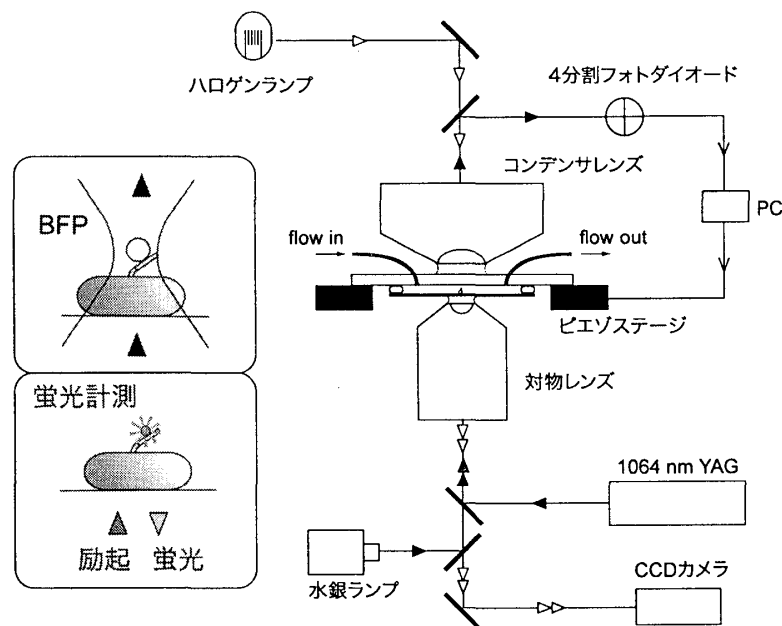 ハロゲンランプ
4分割フォトダイオード
コンデンサレンズ
PC
BFP
flow in
flow out
ピエゾステージ
対物レンズ
蛍光計測
1064 nm YAG
励起 蛍光
水銀ランプ
CCDカメラ